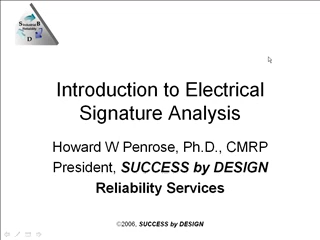 S B
D
Introduction to Electrical
Signature Analysis
Howard W Penrose, Ph.D., CMRP
President, SUCCESS by DESIGN
Reliability Services
©2006, SUCCESS by DESIGN